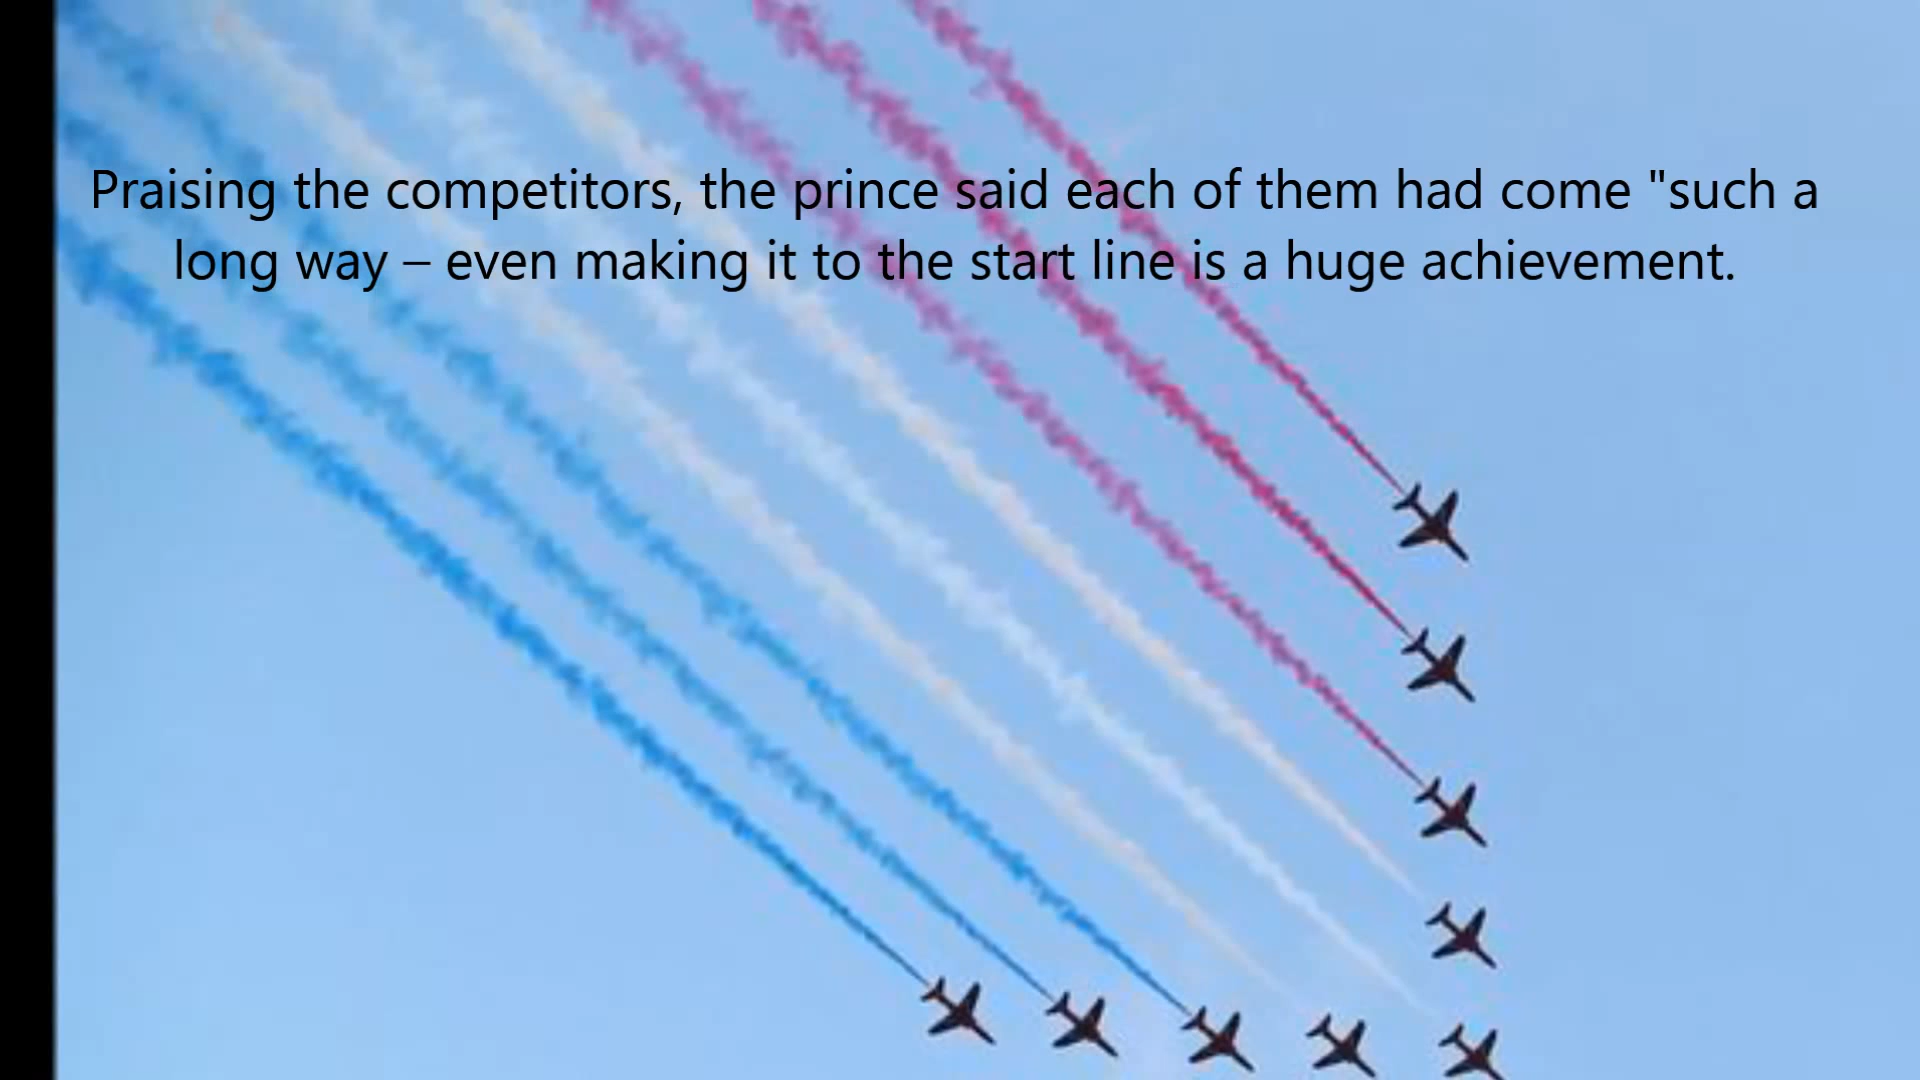 Praising the competitors, the prince said each of them had come "such a
long way – even making it to the start line is a huge achievement.